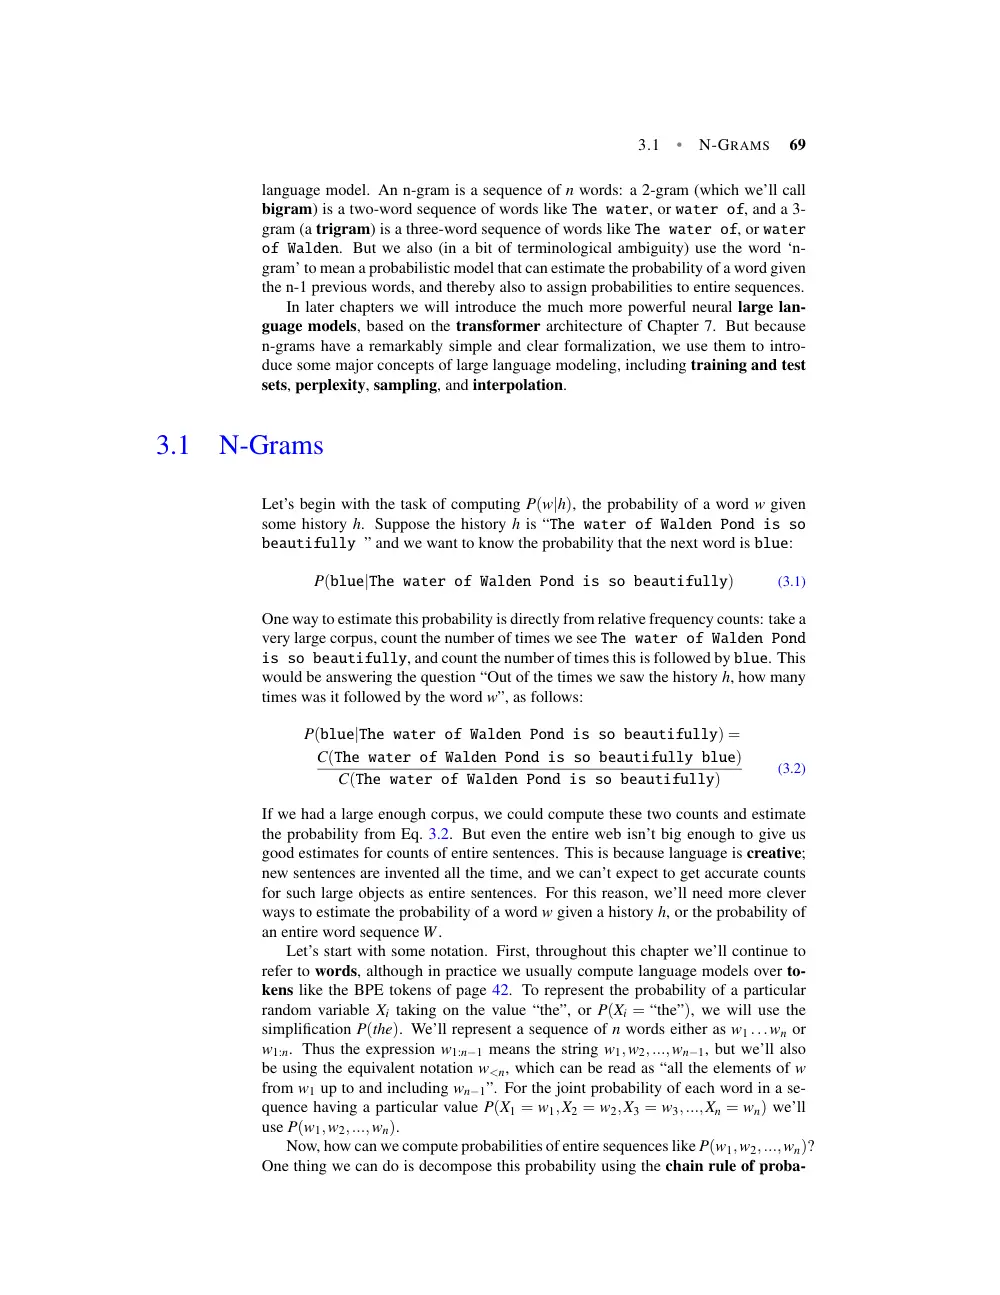 3.1 • N-GRAMS 69
language model. An n-gram is a sequence of n words: a 2-gram (which we'll call
bigram) is a two-word sequence of words like The water, or water of, and a 3-
gram (a trigram) is a three-word sequence of words like The water of, or water
of Walden. But we also (in a bit of terminological ambiguity) use the word ‘n-
gram’ to mean a probabilistic model that can estimate the probability of a word given
the n-1 previous words, and thereby also to assign probabilities to entire sequences.
In later chapters we will introduce the much more powerful neural large lan-
guage models, based on the transformer architecture of Chapter 7. But because
n-grams have a remarkably simple and clear formalization, we use them to intro-
duce some major concepts of large language modeling, including training and test
sets, perplexity, sampling, and interpolation.
3.1 N-Grams
Let's begin with the task of computing P(w|h), the probability of a word w given
some history h. Suppose the history h is “The water of Walden Pond is so
beautifully ” and we want to know the probability that the next word is blue:
P(blue|The water of Walden Pond is so beautifully) (3.1)
One way to estimate this probability is directly from relative frequency counts: take a
very large corpus, count the number of times we see The water of Walden Pond
is so beautifully, and count the number of times this is followed by blue. This
would be answering the question “Out of the times we saw the history h, how many
times was it followed by the word w”, as follows:
P(blue|The water of Walden Pond is so beautifully) =
C(The water of Walden Pond is so beautifully blue)
C(The water of Walden Pond is so beautifully) (3.2)
If we had a large enough corpus, we could compute these two counts and estimate
the probability from Eq. 3.2. But even the entire web isn't big enough to give us
good estimates for counts of entire sentences. This is because language is creative;
new sentences are invented all the time, and we can't expect to get accurate counts
for such large objects as entire sentences. For this reason, we'll need more clever
ways to estimate the probability of a word w given a history h, or the probability of
an entire word sequence W.
Let's start with some notation. First, throughout this chapter we'll continue to
refer to words, although in practice we usually compute language models over to-
kens like the BPE tokens of page 42. To represent the probability of a particular
random variable Xᵢ taking on the value “the”, or P(Xᵢ = “the”), we will use the
simplification P(the). We'll represent a sequence of n words either as w₁ . . . wₙ or
w₁:ₙ. Thus the expression w₁:ₙ₋₁ means the string w₁, w₂, ..., wₙ₋₁, but we'll also
be using the equivalent notation w<ₙ, which can be read as “all the elements of w
from w₁ up to and including wₙ₋₁”. For the joint probability of each word in a se-
quence having a particular value P(X₁ = w₁, X₂ = w₂, X₃ = w₃, ..., Xₙ = wₙ) we'll
use P(w₁, w₂, ..., wₙ).
Now, how can we compute probabilities of entire sequences like P(w₁, w₂, ..., wₙ)?
One thing we can do is decompose this probability using the chain rule of proba-